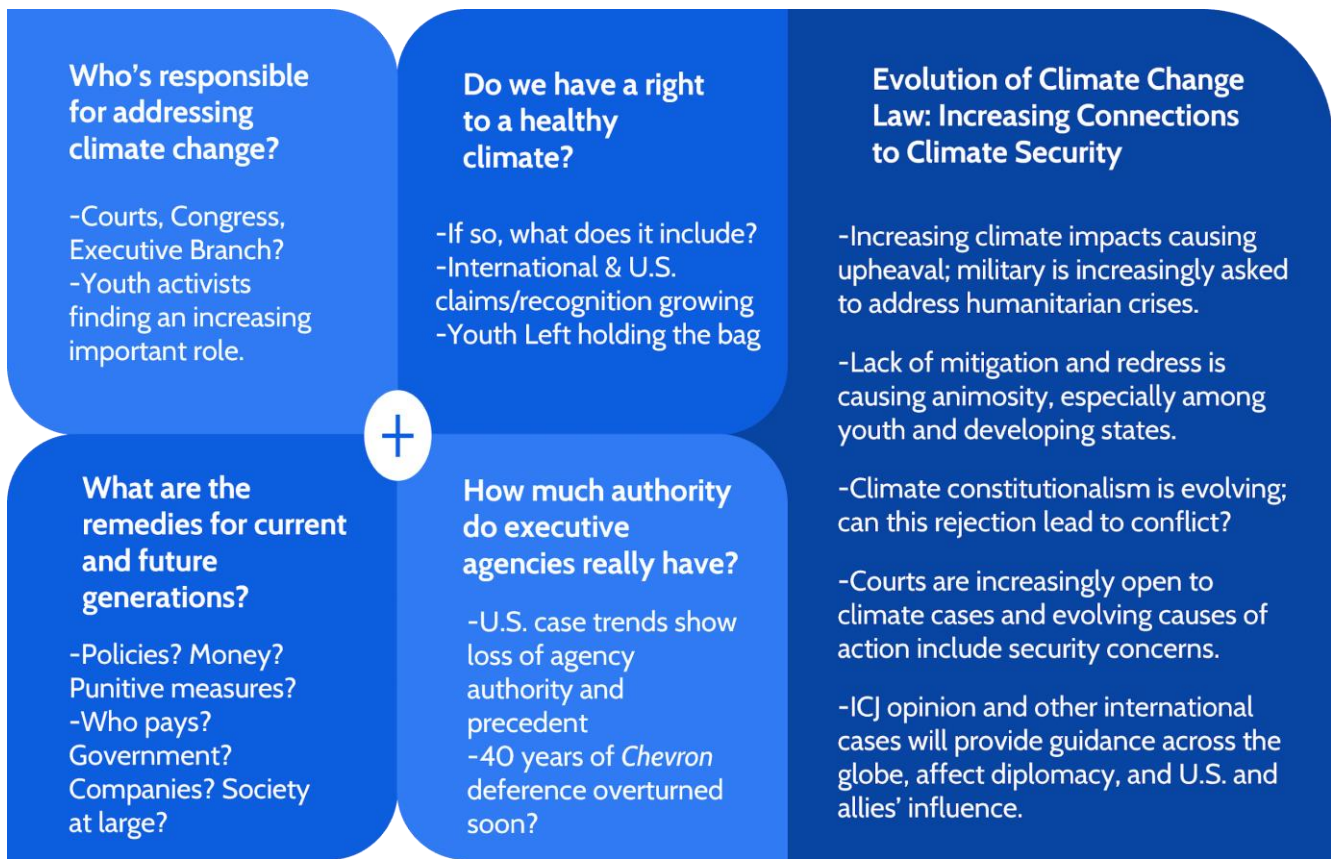 Who's responsible
for addressing
climate change?
-Courts, Congress,
Executive Branch?
-Youth activists
finding an increasing
important role.
Do we have a right
to a healthy
climate?
-If so, what does it include?
-International & U.S.
claims/recognition growing
-Youth Left holding the bag
What are the
remedies for current
and future
generations?
-Policies? Money?
Punitive measures?
-Who pays?
Government?
Companies? Society
at large?
How much authority
do executive
agencies really have?
-U.S. case trends show
loss of agency
authority and
precedent
-40 years of Chevron
deference overturned
soon?
Evolution of Climate Change
Law: Increasing Connections
to Climate Security
-Increasing climate impacts causing
upheaval; military is increasingly asked
to address humanitarian crises.
-Lack of mitigation and redress is
causing animosity, especially among
youth and developing states.
-Climate constitutionalism is evolving;
can this rejection lead to conflict?
-Courts are increasingly open to
climate cases and evolving causes of
action include security concerns.
-ICJ opinion and other international
cases will provide guidance across the
globe, affect diplomacy, and U.S. and
allies' influence.